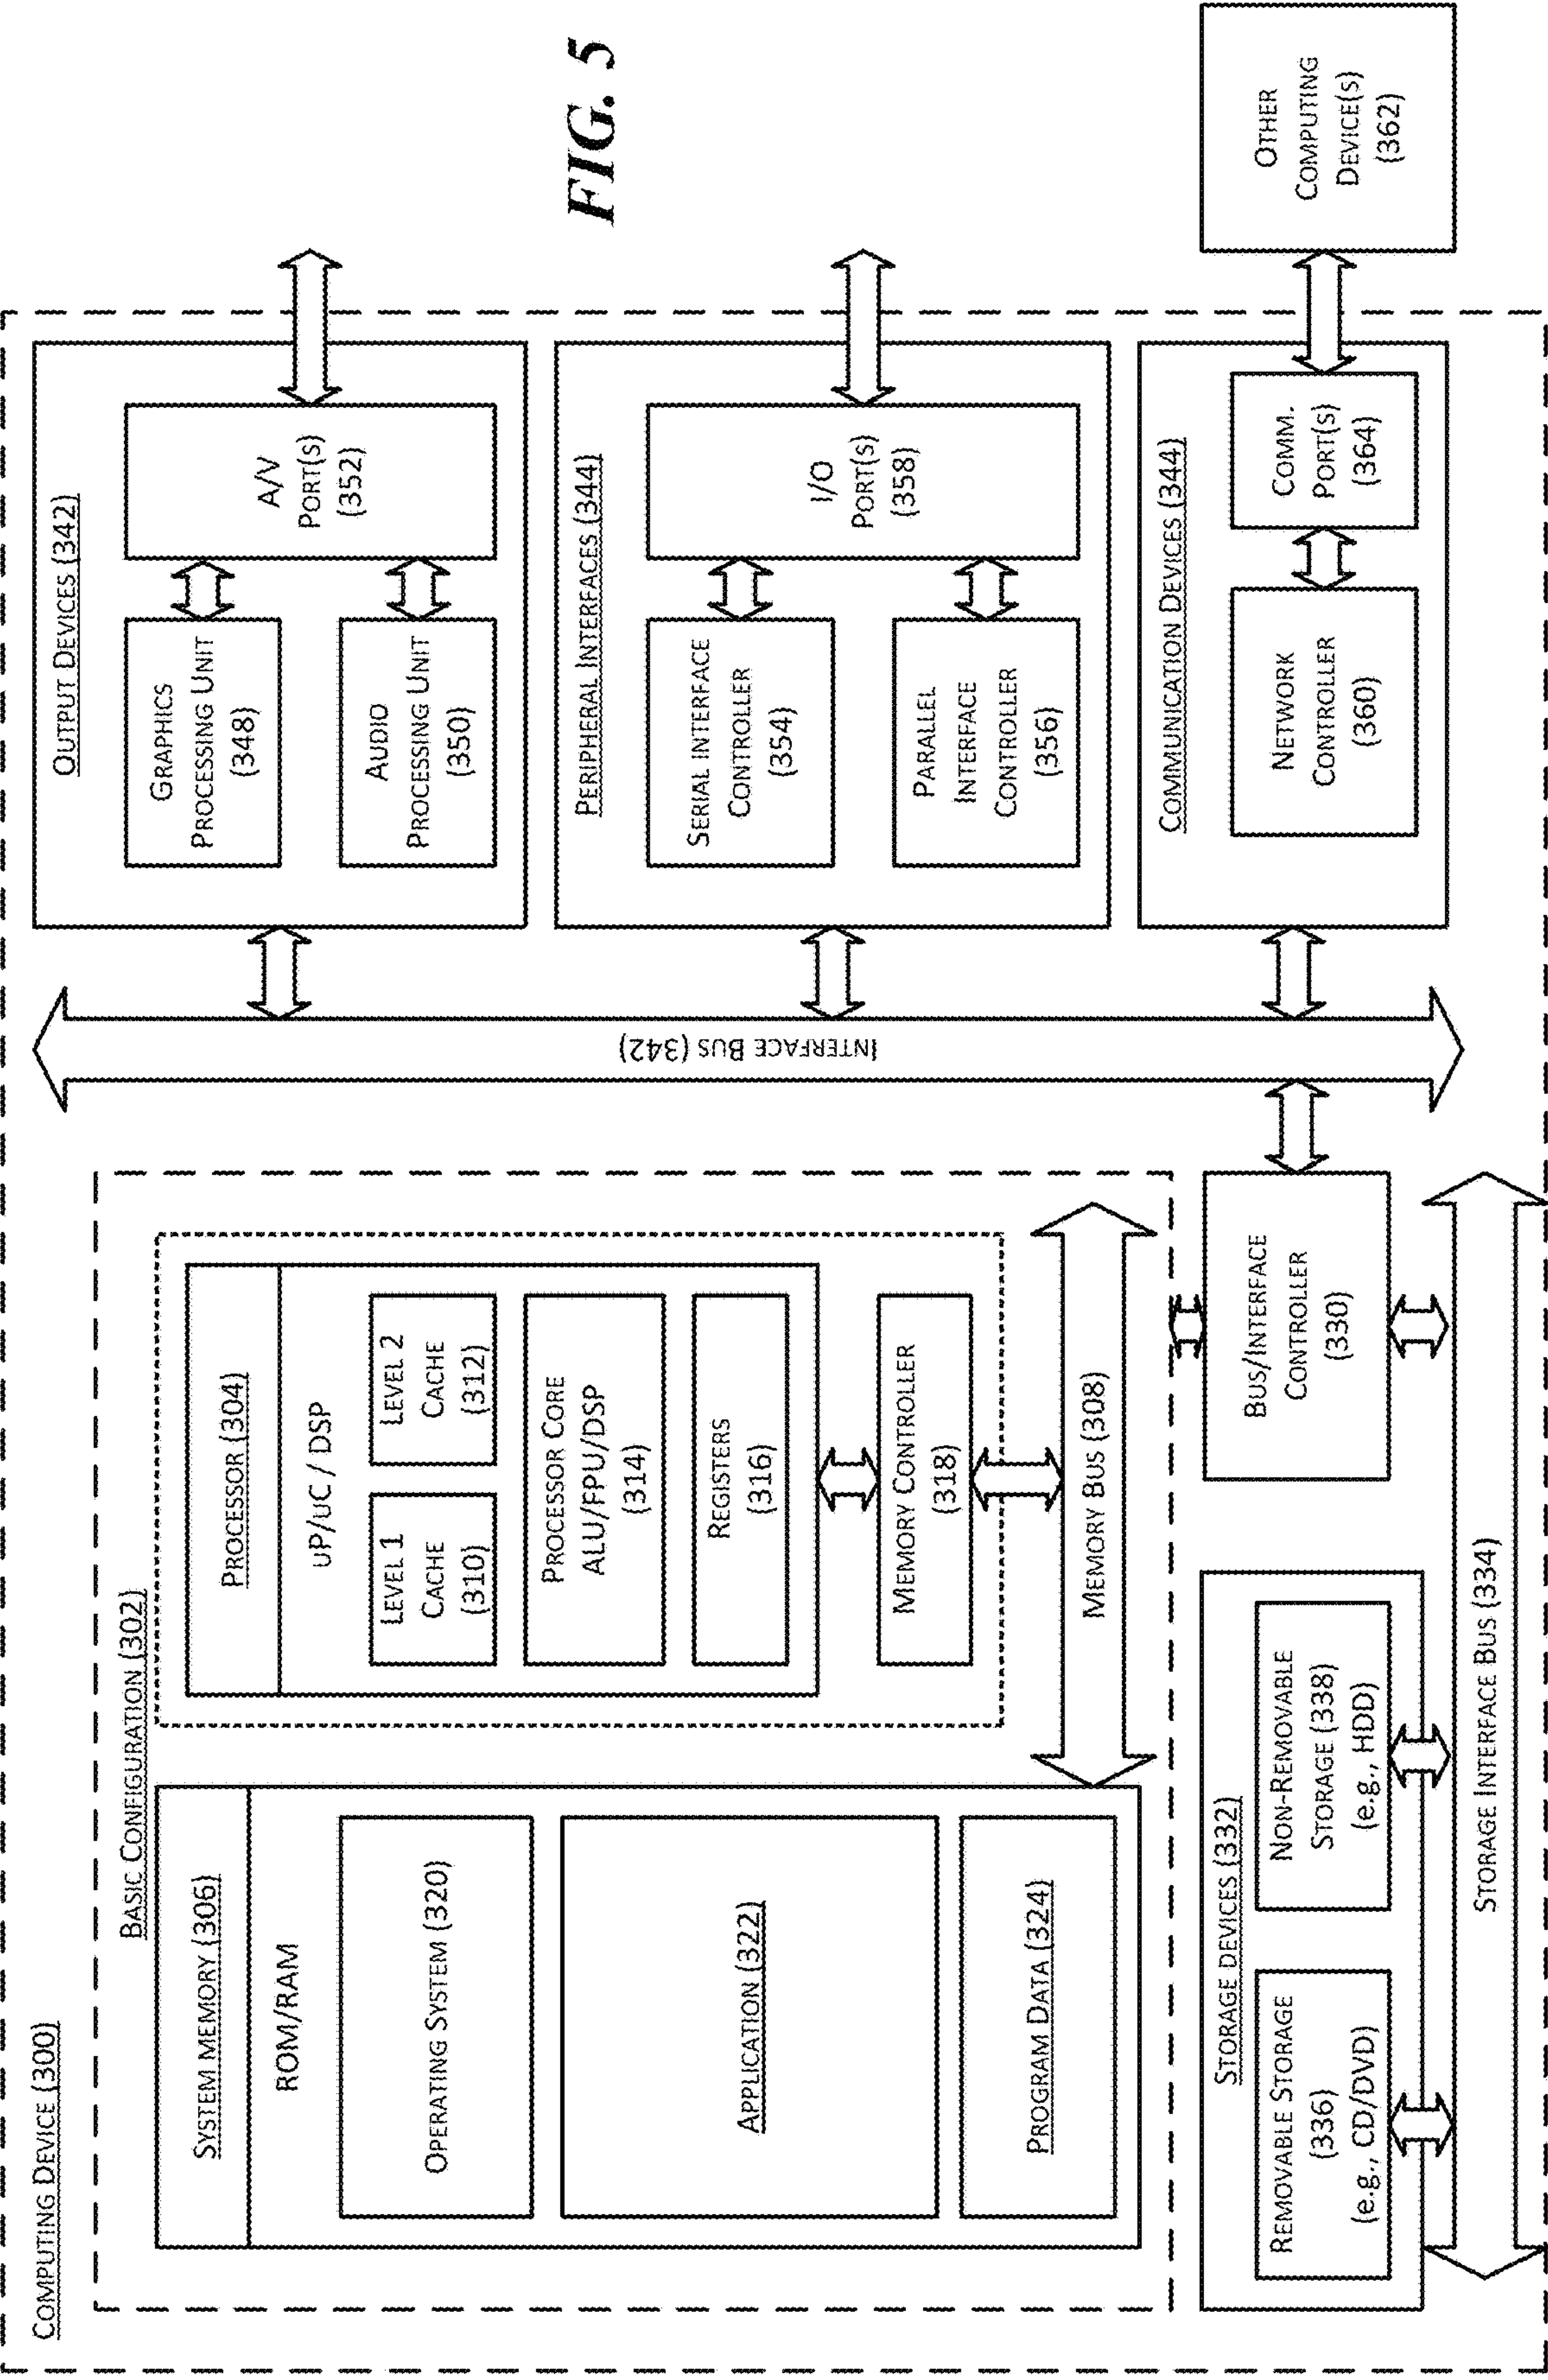 COMPUTING DEVICE (300)
BASIC CONFIGURATION (302)
SYSTEM MEMORY (306)
ROM/RAM
OPERATING SYSTEM (320)
APPLICATION (322)
PROGRAM DATA (324)
PROCESSOR (304)
uP/uC / DSP
LEVEL 1
CACHE
(310)
LEVEL 2
CACHE
(312)
PROCESSOR CORE
ALU/FPU/DSP
(314)
REGISTERS
(316)
MEMORY CONTROLLER
(318)
MEMORY BUS (308)
STORAGE DEVICES (332)
REMOVABLE STORAGE
(336)
(e.g., CD/DVD)
NON-REMOVABLE
STORAGE (338)
(e.g., HDD)
BUS/INTERFACE
CONTROLLER
(330)
STORAGE INTERFACE BUS (334)
INTERFACE BUS (342)
OUTPUT DEVICES (342)
GRAPHICS
PROCESSING UNIT
(348)
AUDIO
PROCESSING UNIT
(350)
A/V
PORT(S)
(352)
PERIPHERAL INTERFACES (344)
SERIAL INTERFACE
CONTROLLER
(354)
PARALLEL
INTERFACE
CONTROLLER
(356)
I/O
PORT(S)
(358)
COMMUNICATION DEVICES (344)
NETWORK
CONTROLLER
(360)
COMM.
PORT(S)
(364)
OTHER
COMPUTING
DEVICE(S)
(362)
FIG. 5